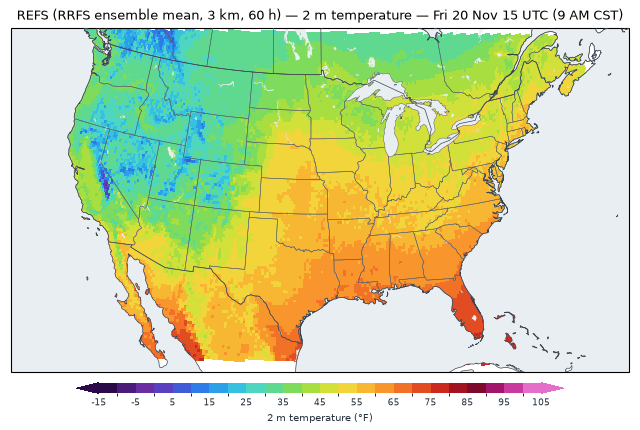 REFS (RRFS ensemble mean, 3 km, 60 h) — 2 m temperature — Fri 20 Nov 15 UTC (9 AM CST)
-15 -5 5 15 25 35 45 55 65 75 85 95 105
2 m temperature (°F)